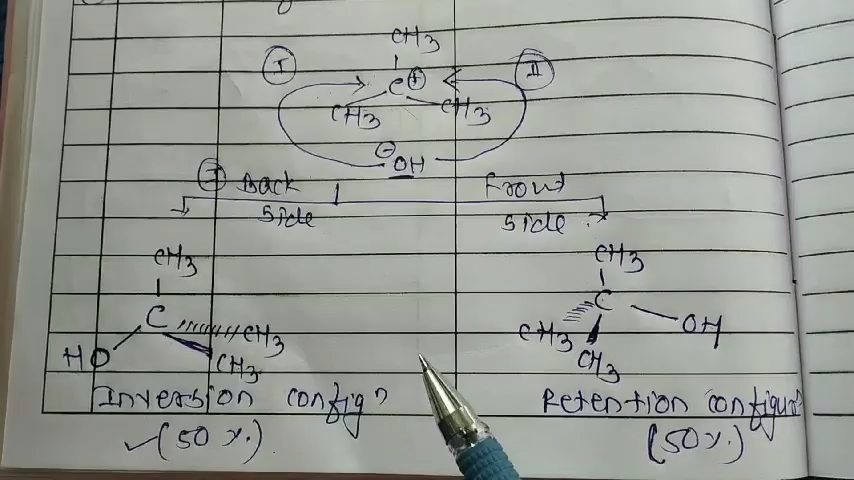 CH3
I
C⊕
II
CH3
CH3
⊖
OH
I
Back
Side
Front
Side
CH3
C
CH3
HO
CH3
CH3
C
OH
CH3
CH3
Inversion Config n
✓(50 %.)
Retention Configur
(50%.)